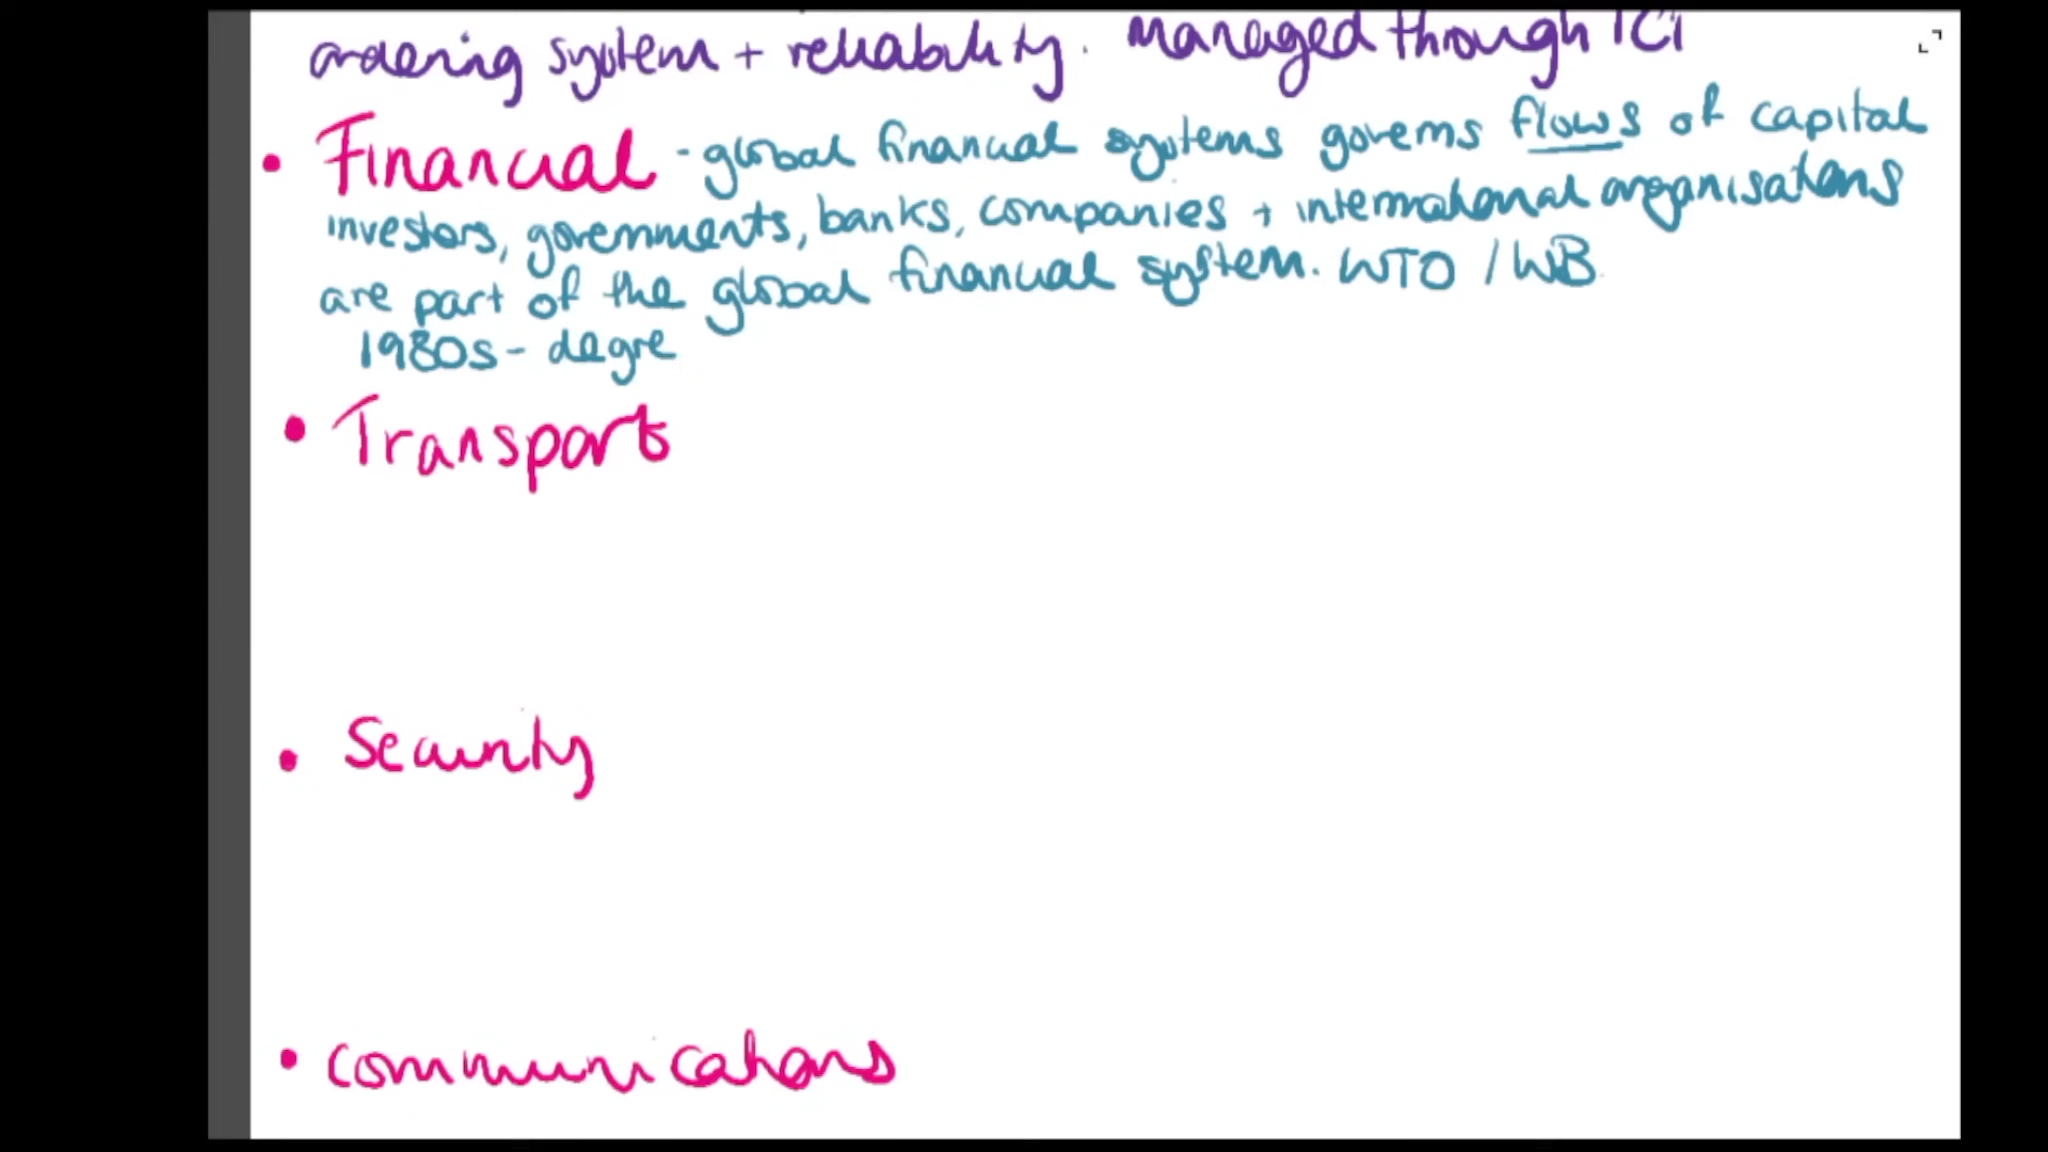 ordering system + reliability. Managed through ICT
• Financial - global financial systems governs flows of capital
investors, governments, banks, companies + international organisations
are part of the global financial system. WTO / WB
1980s - degre
• Transport
• Security
• Communications